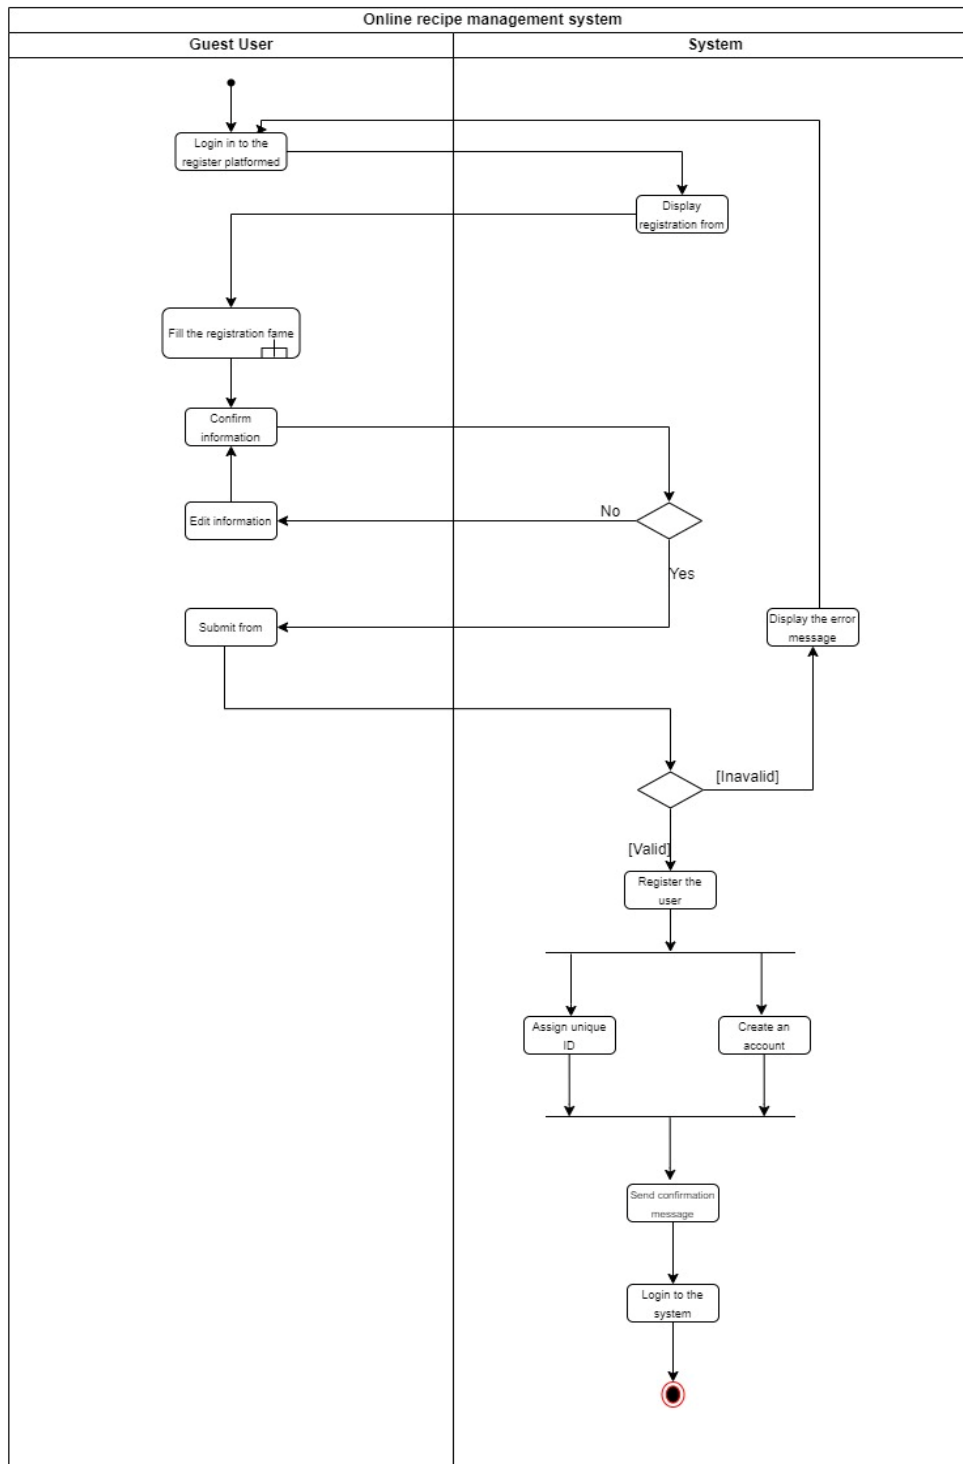 Online recipe management system
Guest User
System
Login in to the
register platformed
Display
registration from
Fill the registration fame
Confirm
information
No
Edit information
Yes
Submit from
Display the error
message
[Inavalid]
[Valid]
Register the
user
Assign unique
ID
Create an
account
Send confirmation
message
Login to the
system